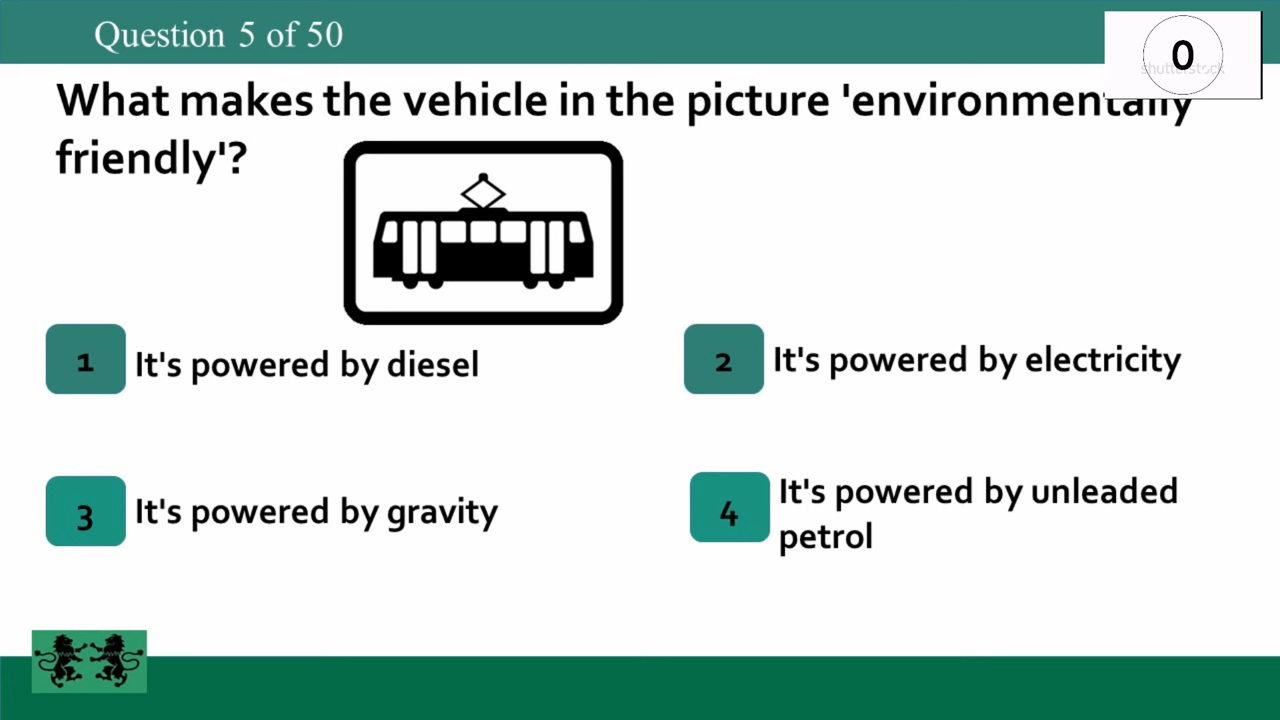 Question 5 of 50
0
shutterstock
What makes the vehicle in the picture 'environmentally
friendly'?
1 It's powered by diesel
2 It's powered by electricity
3 It's powered by gravity
4 It's powered by unleaded
petrol